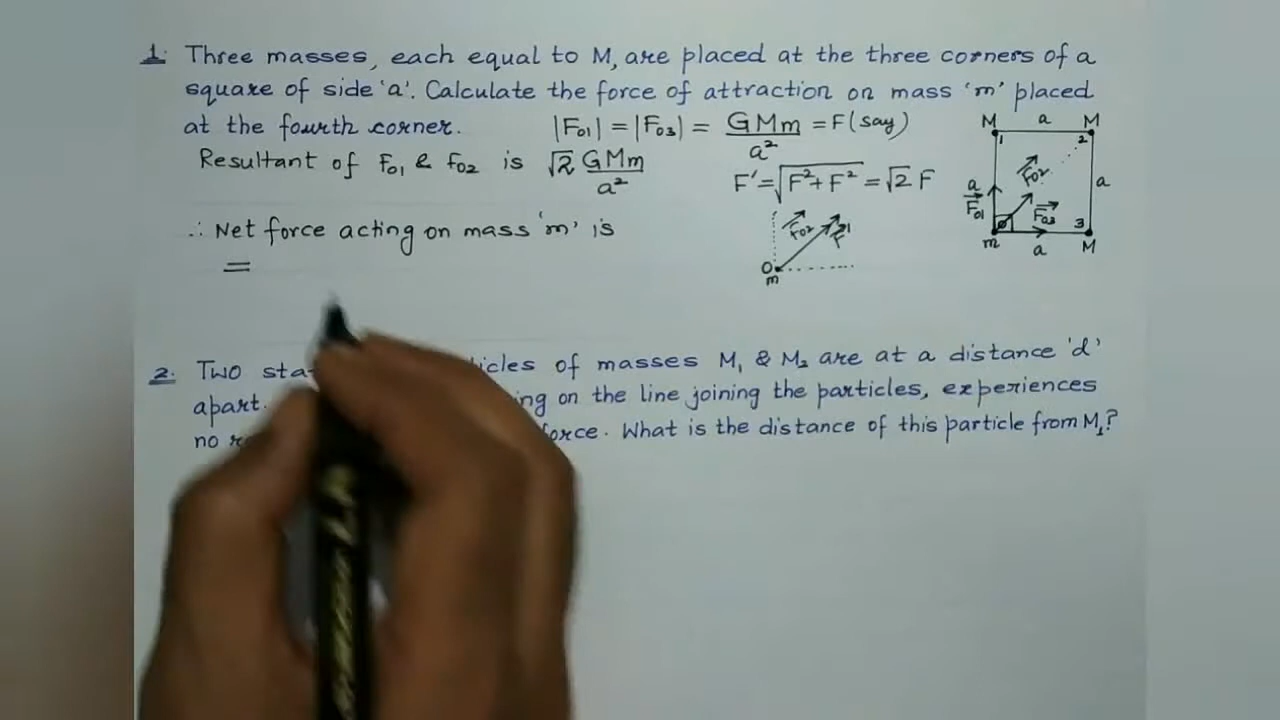 1. Three masses, each equal to M, are placed at the three corners of a
square of side 'a'. Calculate the force of attraction on mass 'm' placed
at the fourth corner. |F01| = |F03| = GMm/a² = F (say)
Resultant of F01 & F02 is √2 GMm/a²
F' = √F²+F² = √2 F
∴ Net force acting on mass 'm' is
=
M a M
1 2
a F01 F02 F03 a
m O a 3 M
F02 F'
O
m
2. Two sta icles of masses M1 & M2 are at a distance 'd'
apart. ing on the line joining the particles, experiences
no orce. What is the distance of this particle from M1?